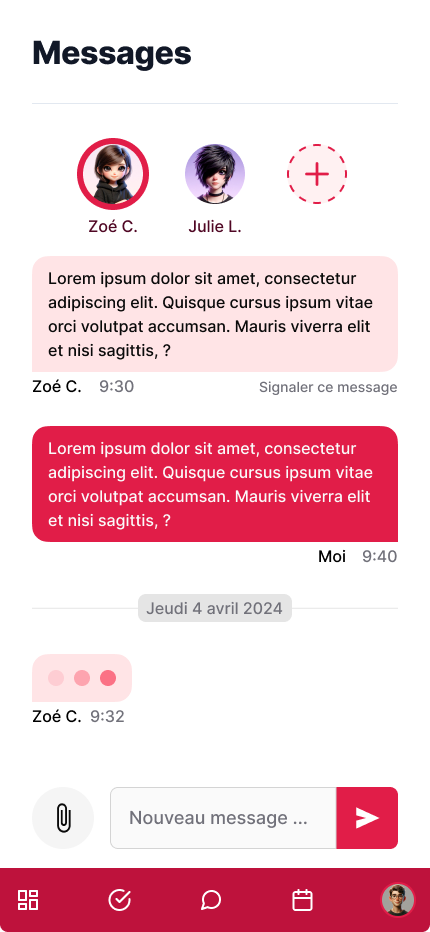 Messages
Zoé C.
Julie L.
Lorem ipsum dolor sit amet, consectetur
adipiscing elit. Quisque cursus ipsum vitae
orci volutpat accumsan. Mauris viverra elit
et nisi sagittis, ?
Zoé C. 9:30 Signaler ce message
Lorem ipsum dolor sit amet, consectetur
adipiscing elit. Quisque cursus ipsum vitae
orci volutpat accumsan. Mauris viverra elit
et nisi sagittis, ?
Moi 9:40
Jeudi 4 avril 2024
Zoé C. 9:32
Nouveau message ...